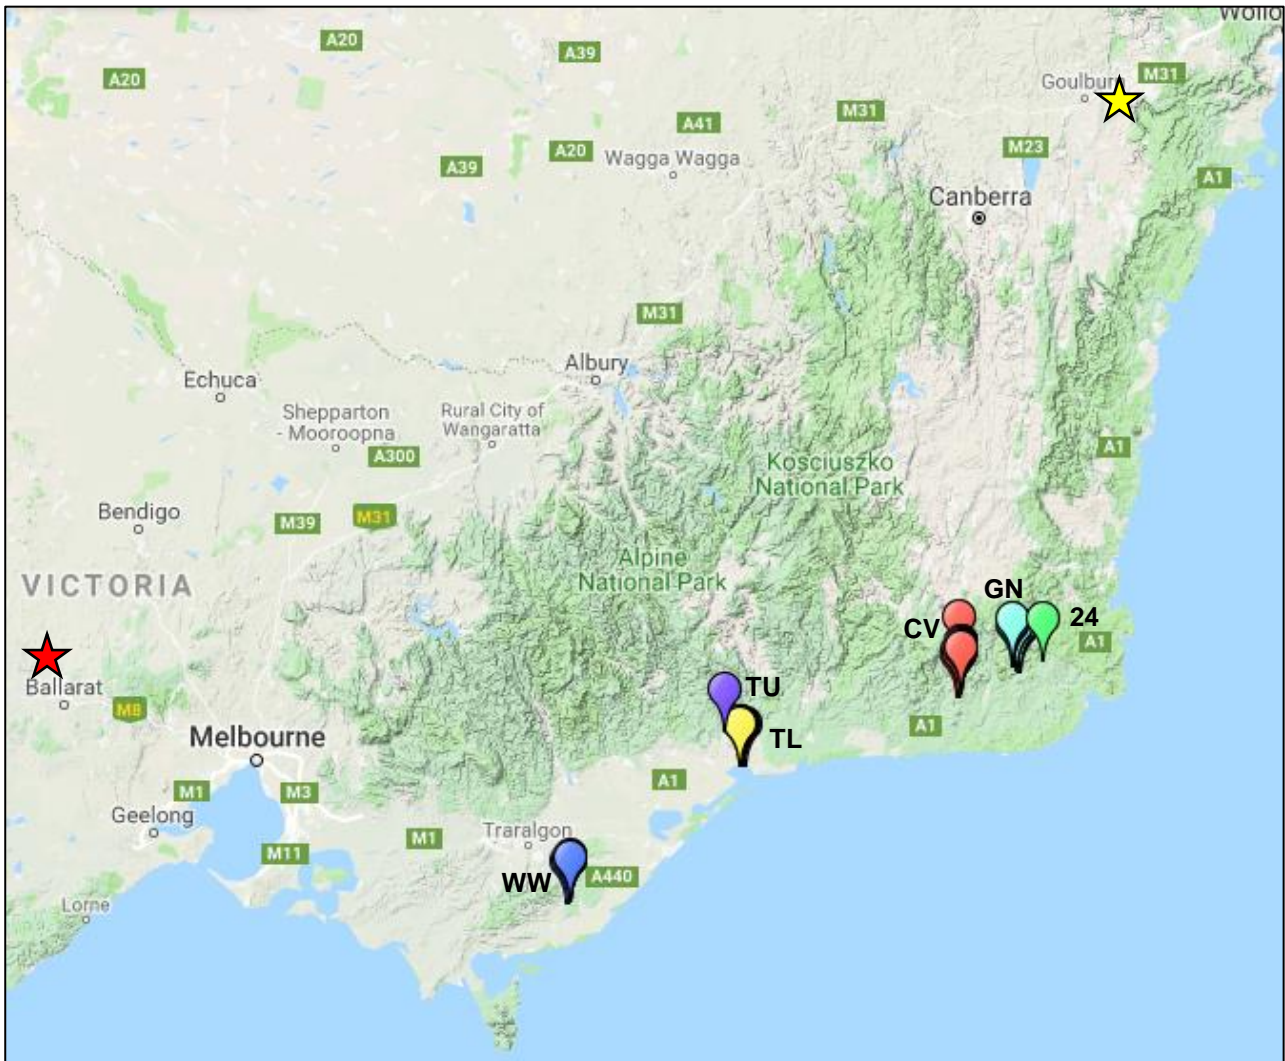 Wollo
A20
A39
A20
Goulburn
M31
M31
A41
A20
Wagga Wagga
A39
M23
A1
Canberra
M31
Albury
Echuca
Shepparton
- Mooroopna
Rural City of
Wangaratta
A300
A1
Kosciuszko
National Park
Bendigo
M39
M31
Alpine
National Park
VICTORIA
GN
24
CV
A1
Ballarat
TU
M8
A1
Melbourne
TL
A1
M1
M3
Geelong
Traralgon
M1
M11
WW
A440
Lorne